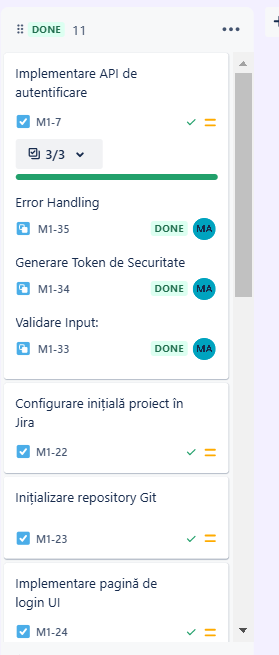 DONE 11
Implementare API de
autentificare
M1-7
3/3
Error Handling
M1-35 DONE MA
Generare Token de Securitate
M1-34 DONE MA
Validare Input:
M1-33 DONE MA
Configurare inițială proiect în
Jira
M1-22
Inițializare repository Git
M1-23
Implementare pagină de
login UI
M1-24